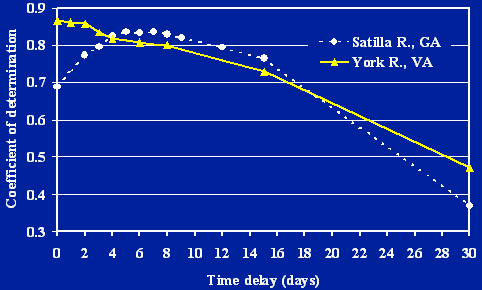 0.9
0.8
0.7
0.6
0.5
0.4
0.3
Coefficient of determination
Satilla R., GA
York R., VA
0 2 4 6 8 10 12 14 16 18 20 22 24 26 28 30
Time delay (days)